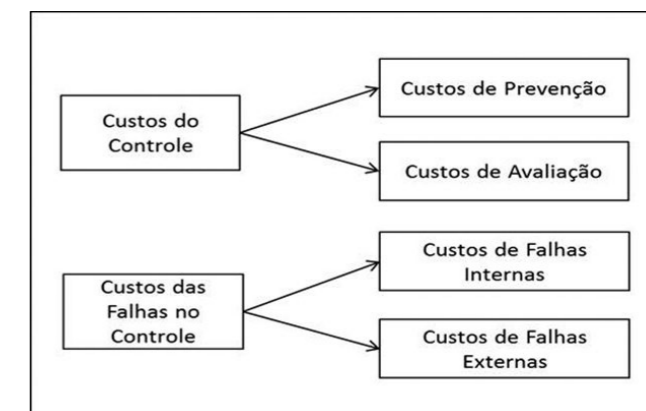 Custos do
Controle
Custos de Prevenção
Custos de Avaliação
Custos das
Falhas no
Controle
Custos de Falhas
Internas
Custos de Falhas
Externas